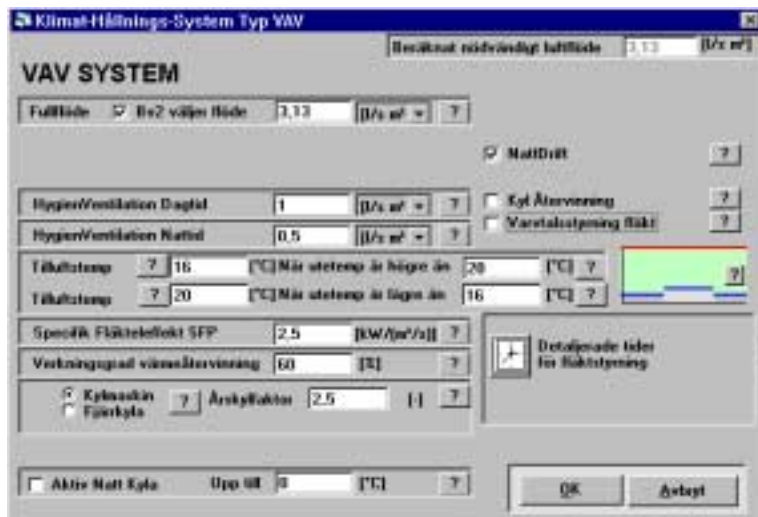 Klimat-Hållnings-System Typ VAV
Beräknat nödvändigt luftflöde 3,13 [l/s m²]
VAV SYSTEM
Fullflöde Bv2 väljer flöde 3,13 [l/s m² ?
NattDrift ?
HygienVentilation Dagtid 1 [l/s m² ?
Kyl Återvinning ?
HygienVentilation Nattid 0,5 [l/s m² ?
Varvtalsstyrning fläkt ?
Tilluftstemp ? 16 [°C] När utetemp är högre än 20 [°C] ?
?
Tilluftstemp ? 20 [°C] När utetemp är lägre än 16 [°C] ?
Specifik Fläkteleffekt SFP 2,5 [kW/(m³/s)] ?
Detaljerade tider
för fläktstyrning
Verkningsgrad värmeåtervinning 60 [%] ?
Kylmaskin
Fjärrkyla
? Årskylfaktor 2,5 [-] ?
Aktiv Natt Kyla Upp till 8 [°C] ?
OK Avbryt